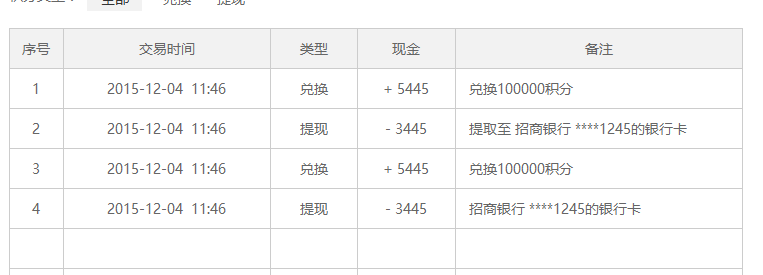 全部 兑换 提现
序号 交易时间 类型 现金 备注
1 2015-12-04 11:46 兑换 + 5445 兑换100000积分
2 2015-12-04 11:46 提现 - 3445 提取至 招商银行 ****1245的银行卡
3 2015-12-04 11:46 兑换 + 5445 兑换100000积分
4 2015-12-04 11:46 提现 - 3445 招商银行 ****1245的银行卡